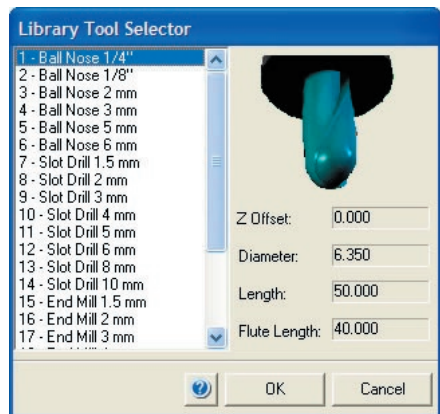 Library Tool Selector
1 - Ball Nose 1/4"
2 - Ball Nose 1/8"
3 - Ball Nose 2 mm
4 - Ball Nose 3 mm
5 - Ball Nose 5 mm
6 - Ball Nose 6 mm
7 - Slot Drill 1.5 mm
8 - Slot Drill 2 mm
9 - Slot Drill 3 mm
10 - Slot Drill 4 mm
11 - Slot Drill 5 mm
12 - Slot Drill 6 mm
13 - Slot Drill 8 mm
14 - Slot Drill 10 mm
15 - End Mill 1.5 mm
16 - End Mill 2 mm
17 - End Mill 3 mm
Z Offset: 0.000
Diameter: 6.350
Length: 50.000
Flute Length: 40.000
? OK Cancel